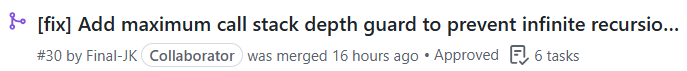 [fix] Add maximum call stack depth guard to prevent infinite recursio...
#30 by Final-JK Collaborator was merged 16 hours ago • Approved 6 tasks